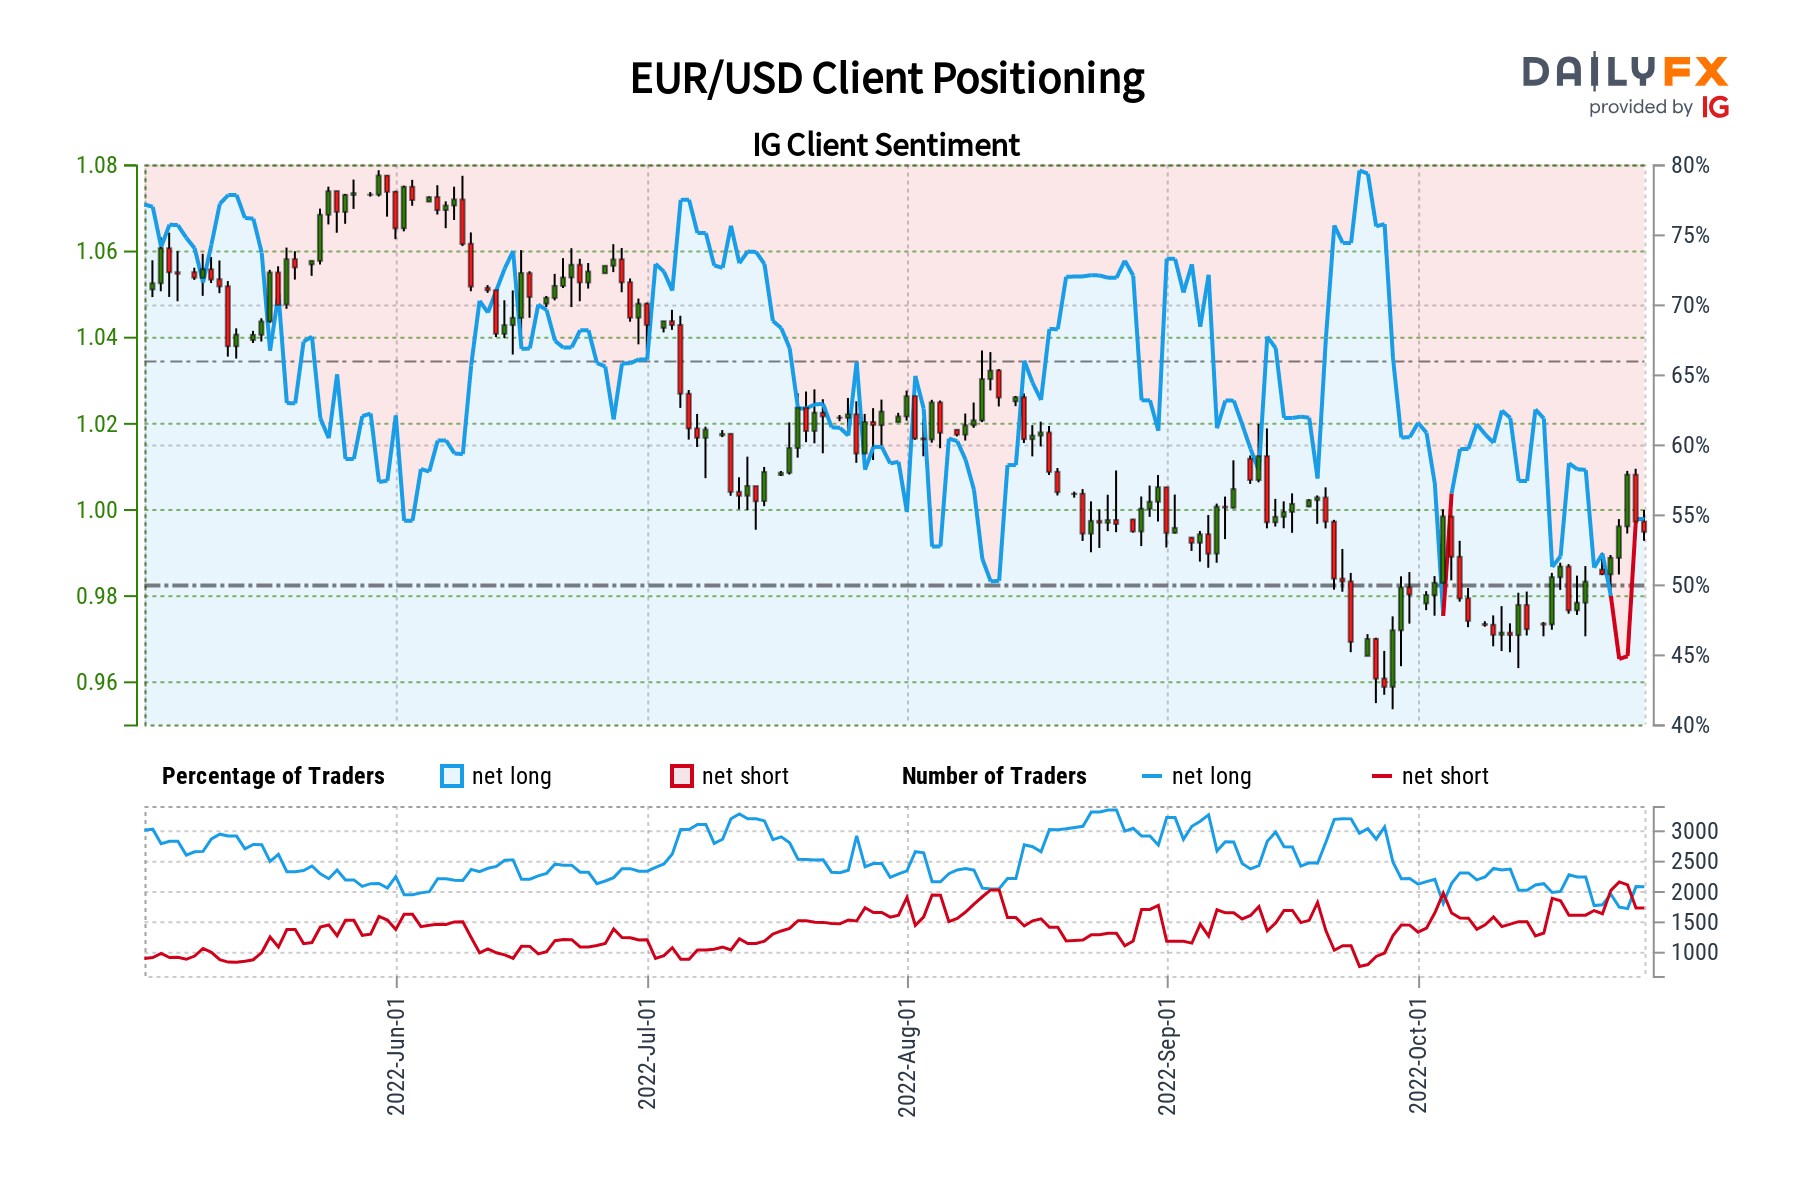 EUR/USD Client Positioning
DAILYFX
provided by IG
IG Client Sentiment
1.08
1.06
1.04
1.02
1.00
0.98
0.96
80%
75%
70%
65%
60%
55%
50%
45%
40%
Percentage of Traders net long net short Number of Traders net long net short
3000
2500
2000
1500
1000
2022-Jun-01
2022-Jul-01
2022-Aug-01
2022-Sep-01
2022-Oct-01